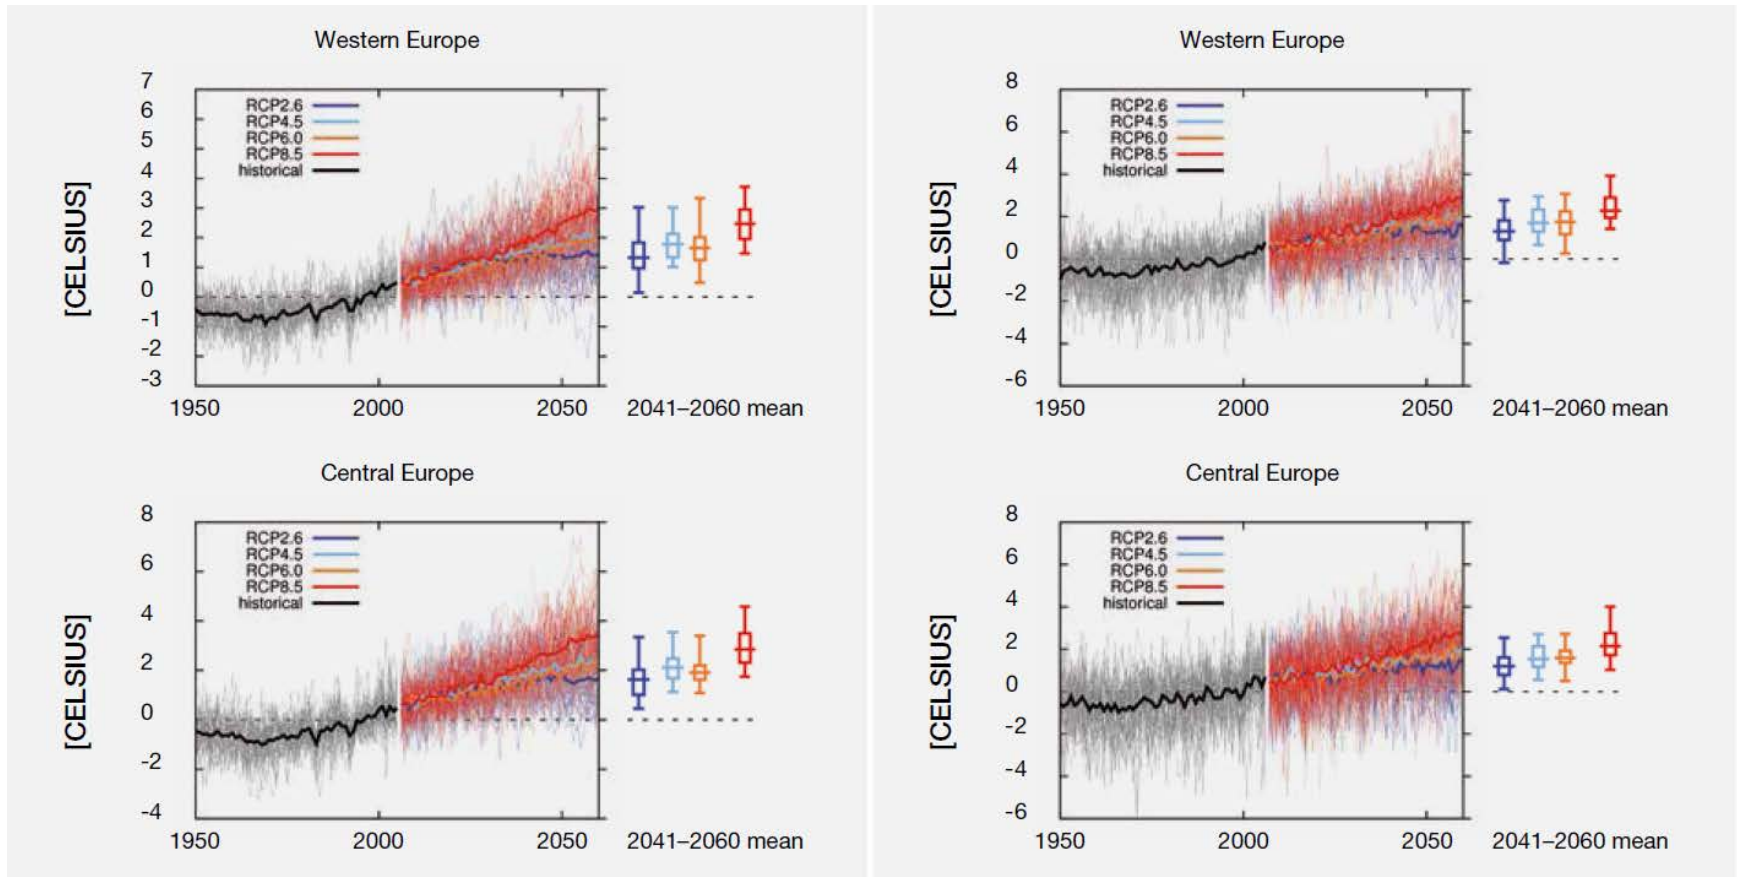 Western Europe
[CELSIUS]
7
6
5
4
3
2
1
0
-1
-2
-3
RCP2.6
RCP4.5
RCP6.0
RCP8.5
historical
1950
2000
2050
2041–2060 mean
Western Europe
[CELSIUS]
8
6
4
2
0
-2
-4
-6
RCP2.6
RCP4.5
RCP6.0
RCP8.5
historical
1950
2000
2050
2041–2060 mean
Central Europe
[CELSIUS]
8
6
4
2
0
-2
-4
RCP2.6
RCP4.5
RCP6.0
RCP8.5
historical
1950
2000
2050
2041–2060 mean
Central Europe
[CELSIUS]
8
6
4
2
0
-2
-4
-6
RCP2.6
RCP4.5
RCP6.0
RCP8.5
historical
1950
2000
2050
2041–2060 mean